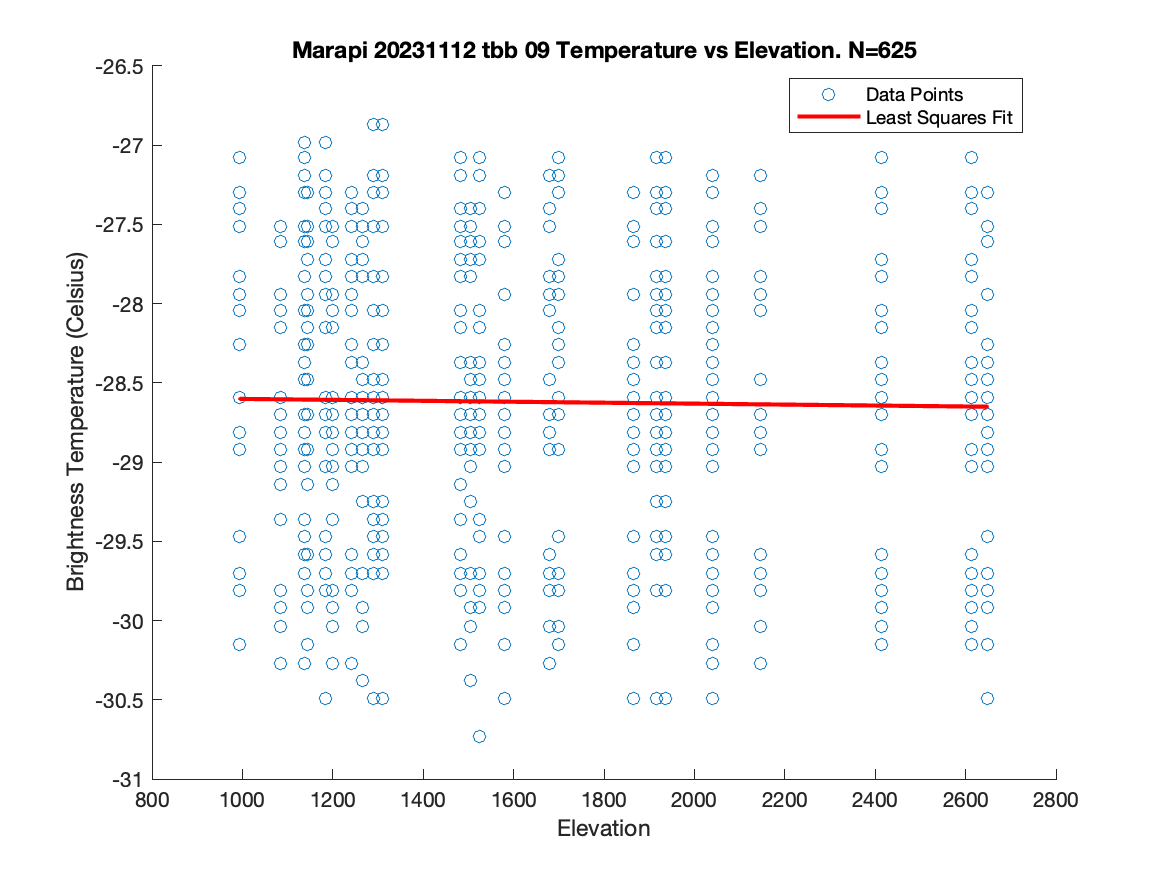 Marapi 20231112 tbb 09 Temperature vs Elevation. N=625
-26.5
Data Points
Least Squares Fit
-27
-27.5
-28
-28.5
-29
-29.5
-30
-30.5
-31
Brightness Temperature (Celsius)
800 1000 1200 1400 1600 1800 2000 2200 2400 2600 2800
Elevation